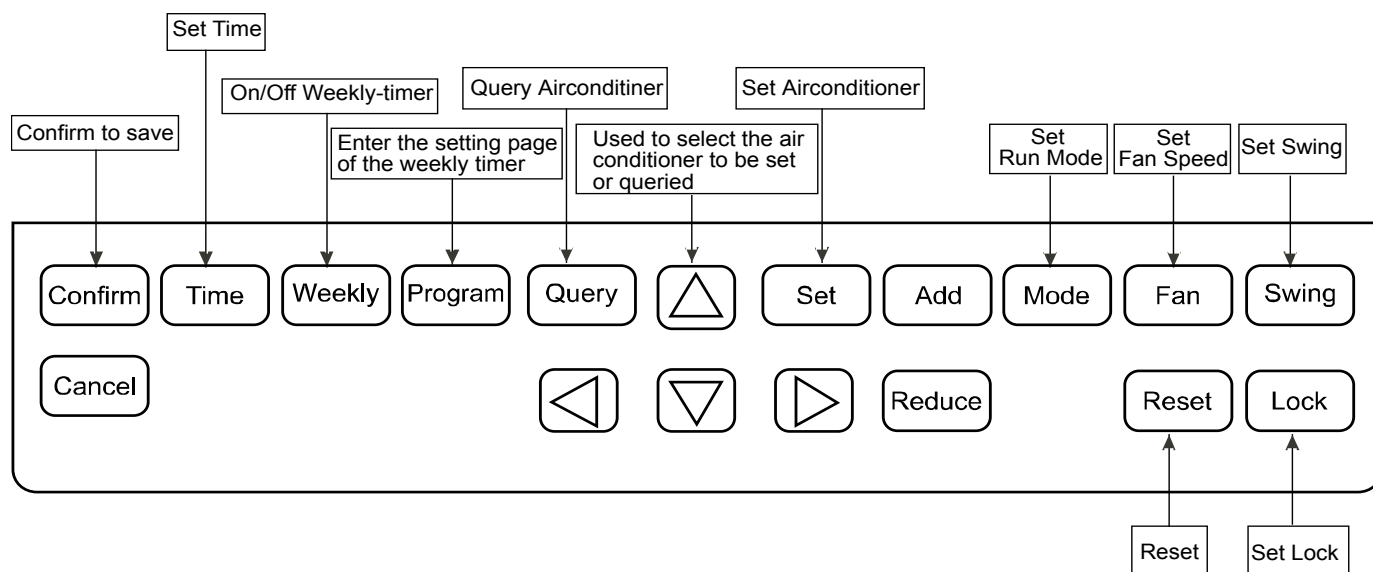 Set Time
On/Off Weekly-timer
Query Airconditiner
Set Airconditioner
Confirm to save
Enter the setting page
of the weekly timer
Used to select the air
conditioner to be set
or queried
Set
Run Mode
Set
Fan Speed
Set Swing
Confirm
Time
Weekly
Program
Query
Set
Add
Mode
Fan
Swing
Cancel
Reduce
Reset
Lock
Reset
Set Lock